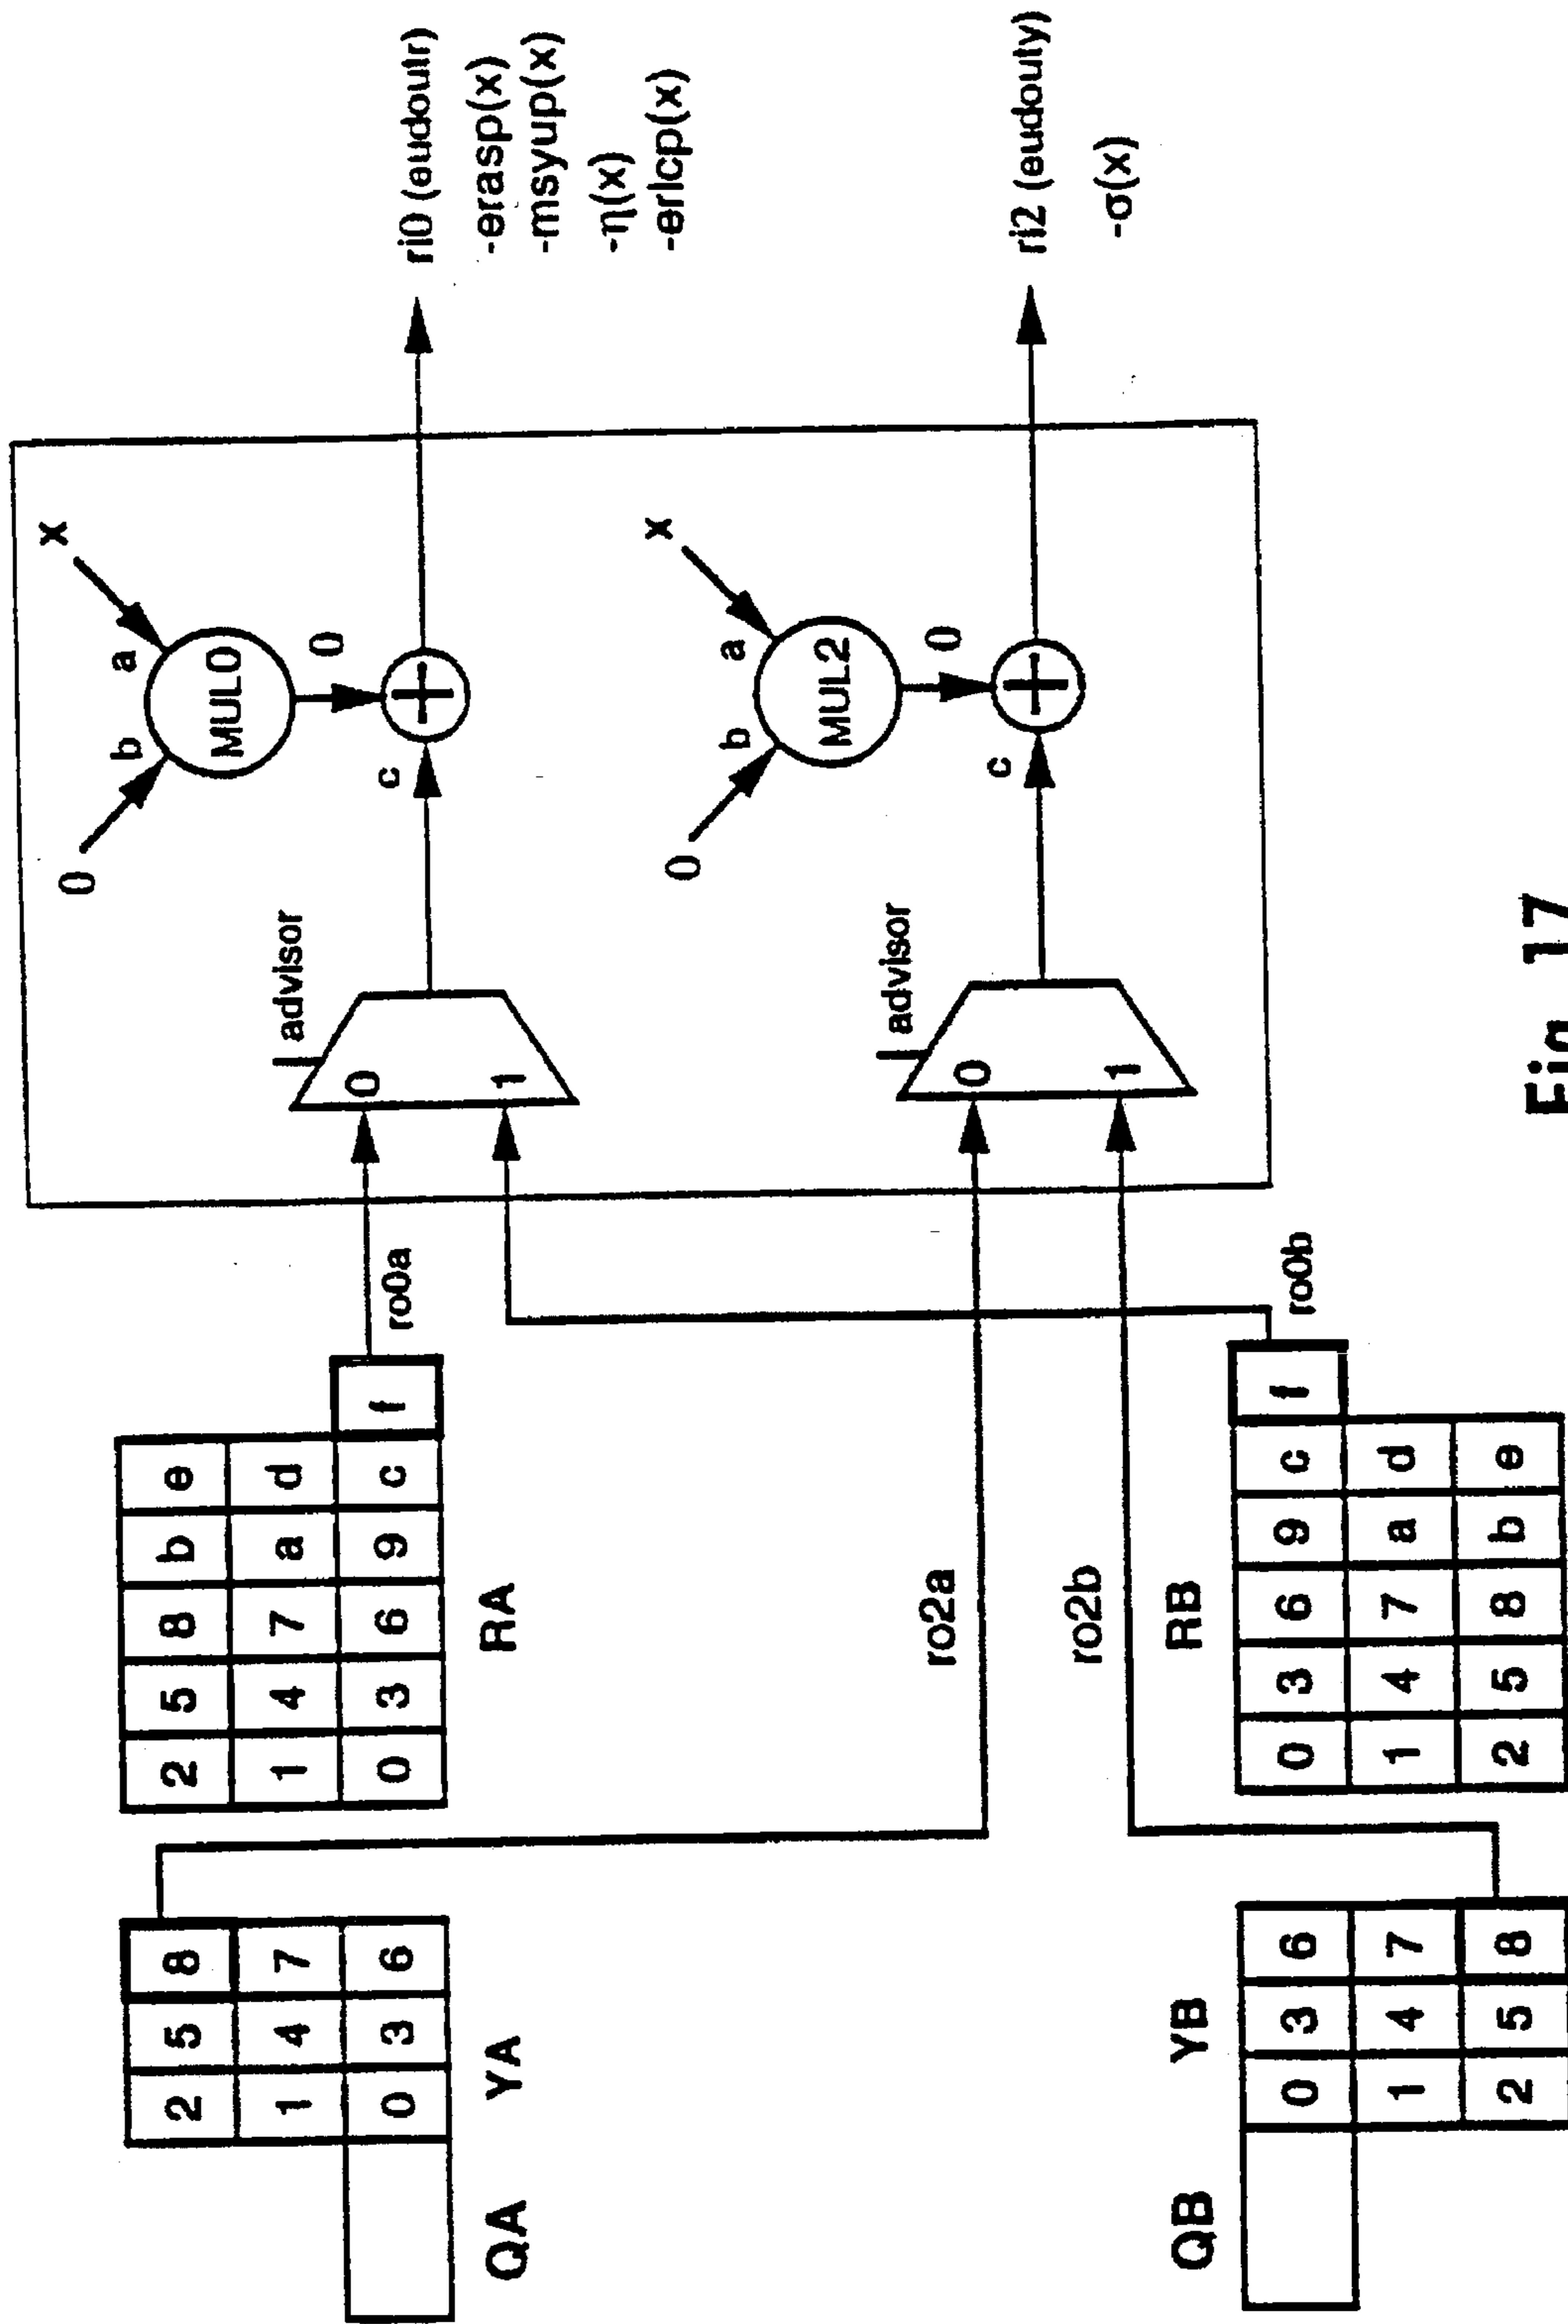 QA
YA
2 5 8
1 4 7
0 3 6
RA
2 5 8 b e
1 4 7 a d
0 3 6 9 c f
ro0a
ro2a
ro2b
QB
YB
0 3 6
1 4 7
2 5 8
RB
0 3 6 9 c f
1 4 7 a d
2 5 8 b e
ro0b
advisor
0
1
c
0
b
a
x
MUL0
0
advisor
0
1
c
0
b
a
x
MUL2
0
ri0 (eudoutr)
-erasp(x)
-msyup(x)
-η(x)
-erlcp(x)
ri2 (eudouty)
-σ(x)
Fig. 17